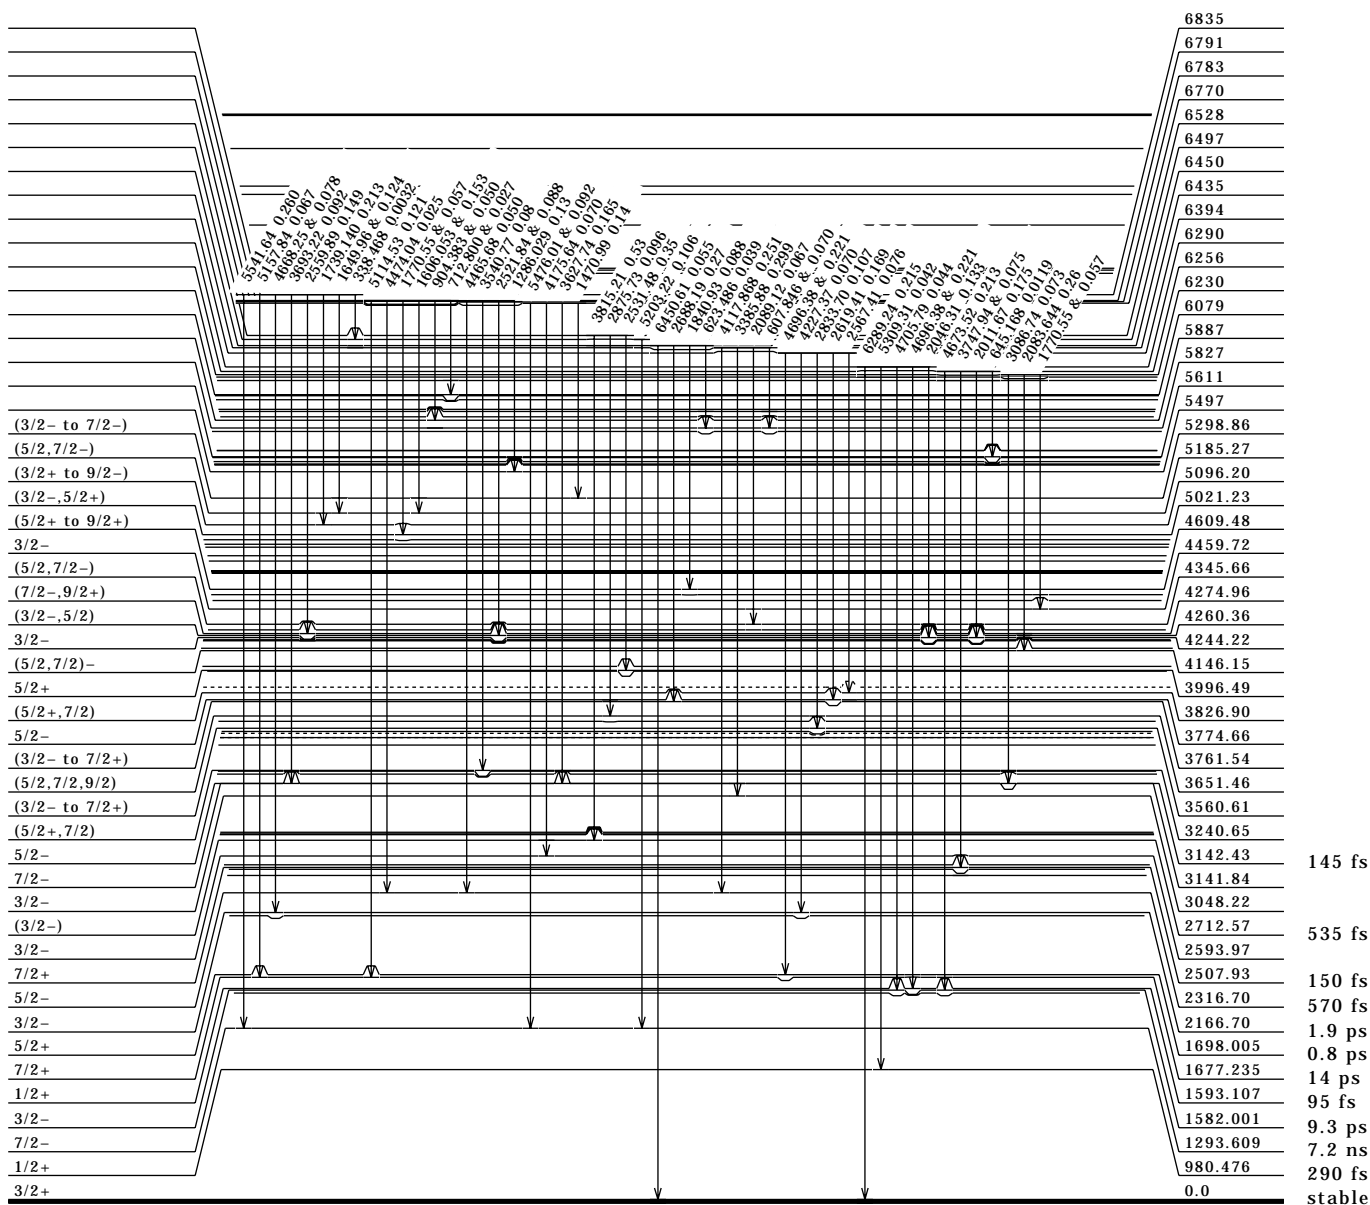 6835
6791
6783
6770
6528
6497
6450
6435
6394
6290
6256
6230
6079
5887
5827
5611
5497
(3/2− to 7/2−) 5298.86
(5/2,7/2−) 5185.27
(3/2+ to 9/2−) 5096.20
(3/2−,5/2+) 5021.23
(5/2+ to 9/2+) 4609.48
3/2− 4459.72
(5/2,7/2−) 4345.66
(7/2−,9/2+) 4274.96
(3/2−,5/2) 4260.36
3/2− 4244.22
(5/2,7/2)− 4146.15
5/2+ 3996.49
(5/2+,7/2) 3826.90
5/2− 3774.66
(3/2− to 7/2+) 3761.54
(5/2,7/2,9/2) 3651.46
(3/2− to 7/2+) 3560.61
(5/2+,7/2) 3240.65
5/2− 3142.43 145 fs
7/2− 3141.84
3/2− 3048.22
(3/2−) 2712.57 535 fs
3/2− 2593.97
7/2+ 2507.93 150 fs
5/2− 2316.70 570 fs
3/2− 2166.70 1.9 ps
5/2+ 1698.005 0.8 ps
7/2+ 1677.235 14 ps
1/2+ 1593.107 95 fs
3/2− 1582.001 9.3 ps
7/2− 1293.609 7.2 ns
1/2+ 980.476 290 fs
3/2+ 0.0 stable
5541.64 0.260
5157.84 0.067
4698.25 & 0.078
3693.22 0.092
2559.89 0.149
1739.140 0.213
1649.96 & 0.124
338.468 0.0032
5114.53 0.121
4474.04 0.025
1770.55 & 0.057
1606.053 & 0.153
904.383 & 0.050
712.800 & 0.027
4465.68 0.050
3240.77 0.08
2521.84 & 0.088
1286.029 & 0.13
5476.01 & 0.092
4175.64 0.070
3627.74 0.165
1470.99 0.14
3815.21 0.53
2875.73 0.096
2531.48 0.35
5203.22 0.106
6450.61 0.055
2688.19 0.27
1840.93 0.088
623.486 0.039
4117.868 0.251
3385.88 0.299
2089.12 0.067
607.846 & 0.070
4696.38 & 0.221
4227.37 0.070
2833.70 0.107
2619.41 0.169
2567.41 0.076
6289.24 0.215
5309.31 0.042
4705.79 0.044
4696.38 & 0.221
2046.31 0.133
4673.52 0.213
3747.94 & 0.075
2011.67 0.175
645.168 0.0119
3086.74 0.073
2083.644 0.26
1770.55 & 0.057